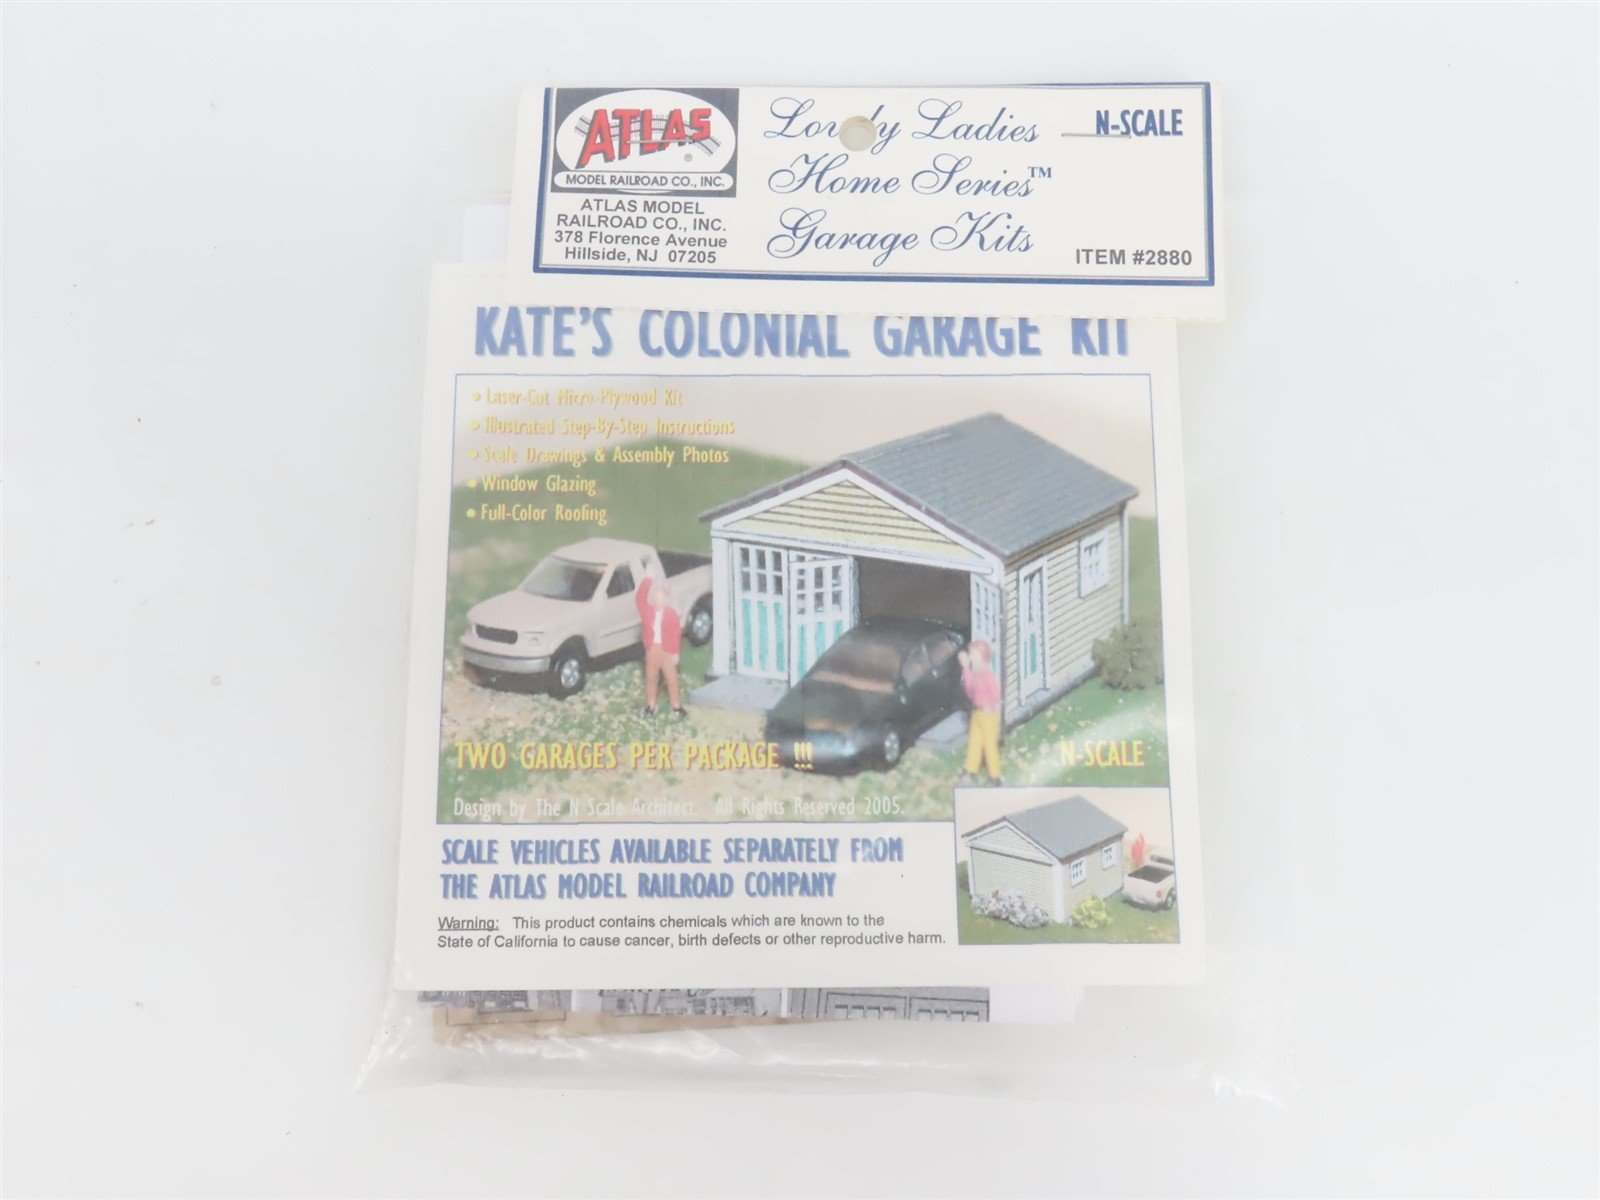 ATLAS
®
MODEL RAILROAD CO., INC.
ATLAS MODEL
RAILROAD CO., INC.
378 Florence Avenue
Hillside, NJ 07205
Lovely Ladies
Home Series™
Garage Kits
N-SCALE
ITEM #2880
KATE'S COLONIAL GARAGE KIT
• Laser-Cut Micro-Plywood Kit
• Illustrated Step-By-Step Instructions
• Scale Drawings & Assembly Photos
• Window Glazing
• Full-Color Roofing
TWO GARAGES PER PACKAGE !!!
N-SCALE
Design by The N Scale Architect. All Rights Reserved 2005.
SCALE VEHICLES AVAILABLE SEPARATELY FROM
THE ATLAS MODEL RAILROAD COMPANY
Warning: This product contains chemicals which are known to the
State of California to cause cancer, birth defects or other reproductive harm.